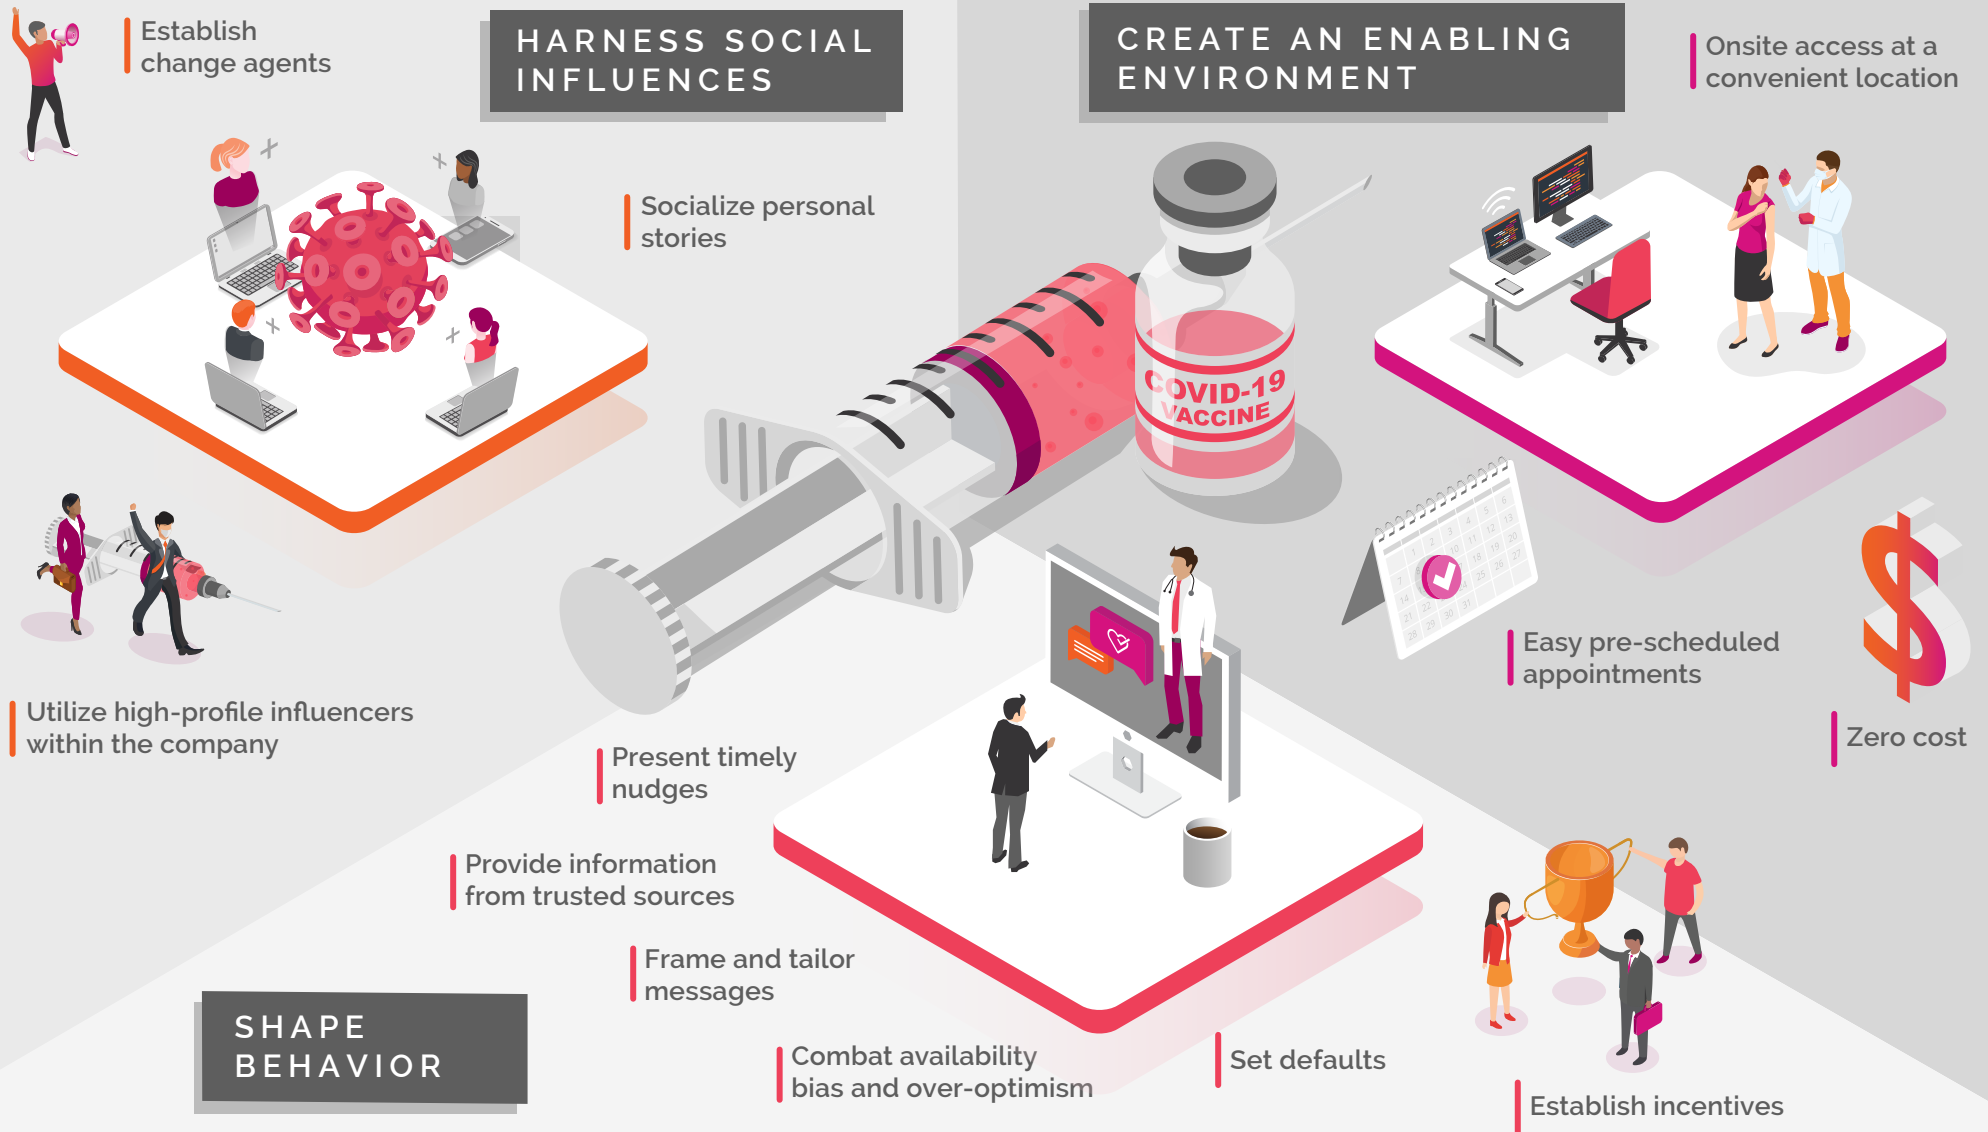 Establish
change agents
HARNESS SOCIAL
INFLUENCES
Socialize personal
stories
Utilize high-profile influencers
within the company
CREATE AN ENABLING
ENVIRONMENT
Onsite access at a
convenient location
COVID-19
VACCINE
Easy pre-scheduled
appointments
$
Zero cost
Present timely
nudges
Provide information
from trusted sources
Frame and tailor
messages
SHAPE
BEHAVIOR
Combat availability
bias and over-optimism
Set defaults
Establish incentives